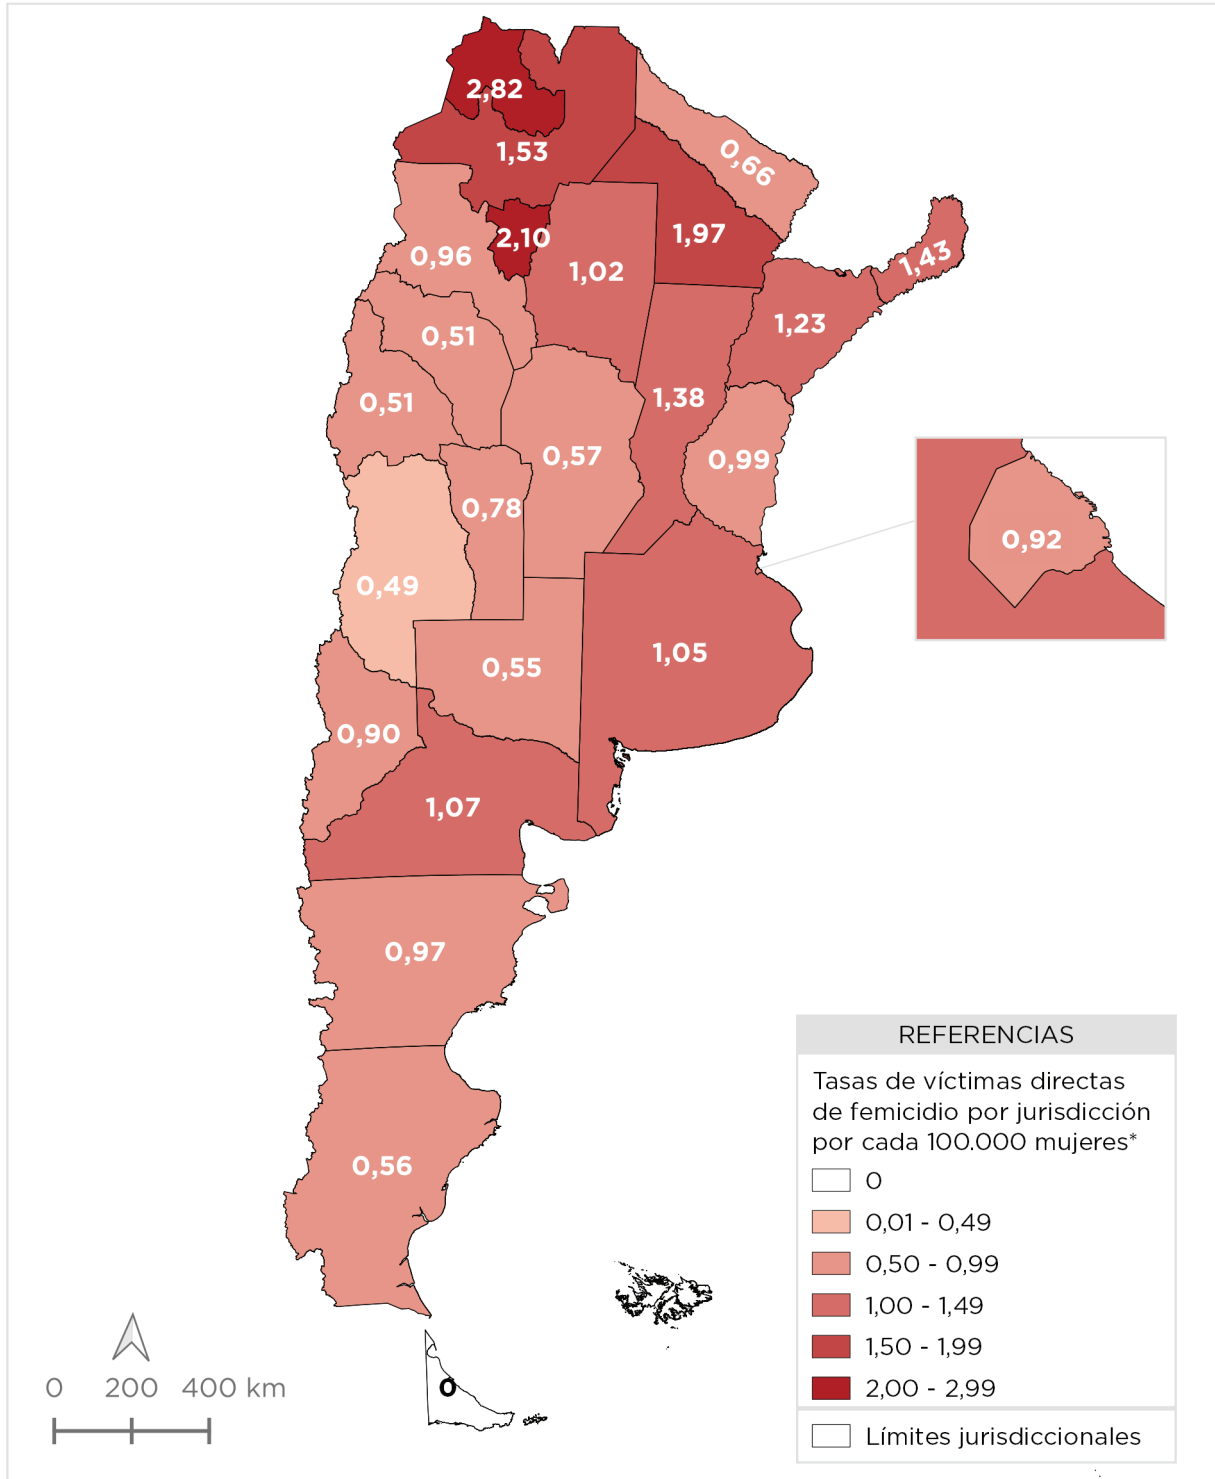 2,82
1,53
0,66
2,10
1,97
0,96
1,02
1,43
1,23
0,51
1,38
0,51
0,57
0,99
0,78
0,92
0,49
1,05
0,55
0,90
1,07
0,97
0,56
0
REFERENCIAS
Tasas de víctimas directas
de femicidio por jurisdicción
por cada 100.000 mujeres*
0
0,01 - 0,49
0,50 - 0,99
1,00 - 1,49
1,50 - 1,99
2,00 - 2,99
Límites jurisdiccionales
0 200 400 km